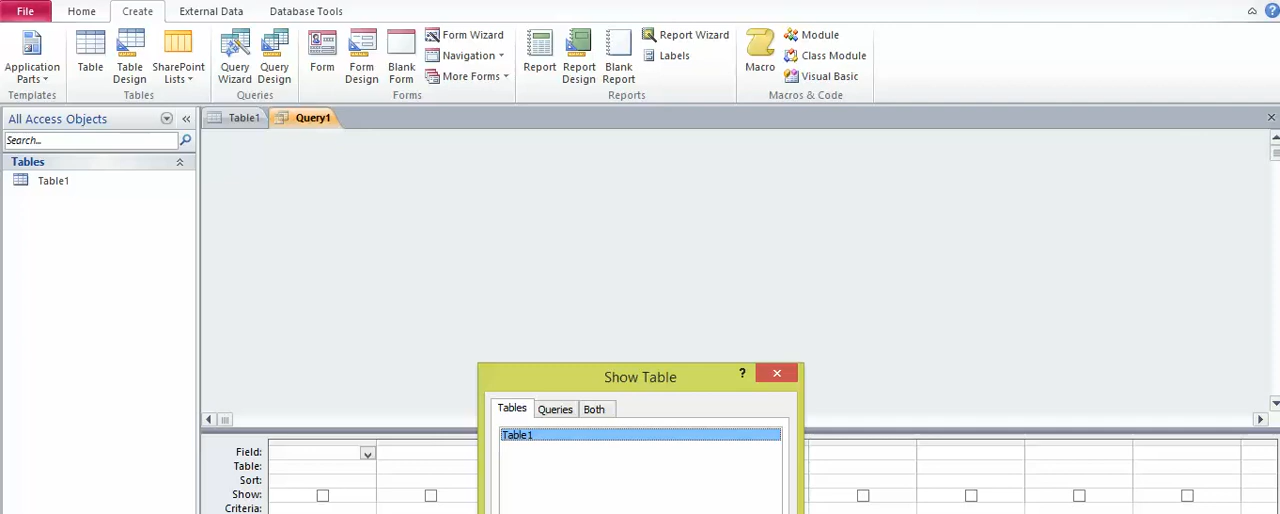 File Home Create External Data Database Tools
Application Parts Table Table Design SharePoint Lists Query Wizard Query Design Form Form Design Blank Form Form Wizard Navigation More Forms Report Report Design Blank Report Report Wizard Labels Macro Module Class Module Visual Basic
Templates Tables Queries Forms Reports Macros & Code
All Access Objects Table1 Query1
Search...
Tables
Table1
Show Table
Tables Queries Both
Table1
Field:
Table:
Sort:
Show:
Criteria: